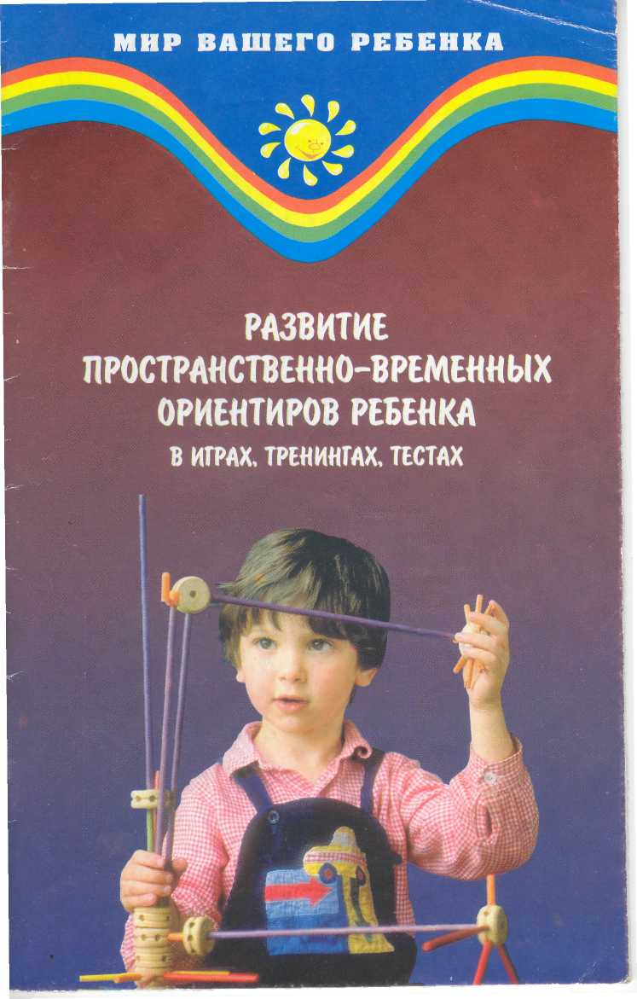 МИР ВАШЕГО РЕБЕНКА
РАЗВИТИЕ
ПРОСТРАНСТВЕННО-ВРЕМЕННЫХ
ОРИЕНТИРОВ РЕБЕНКА
В ИГРАХ, ТРЕНИНГАХ, ТЕСТАХ